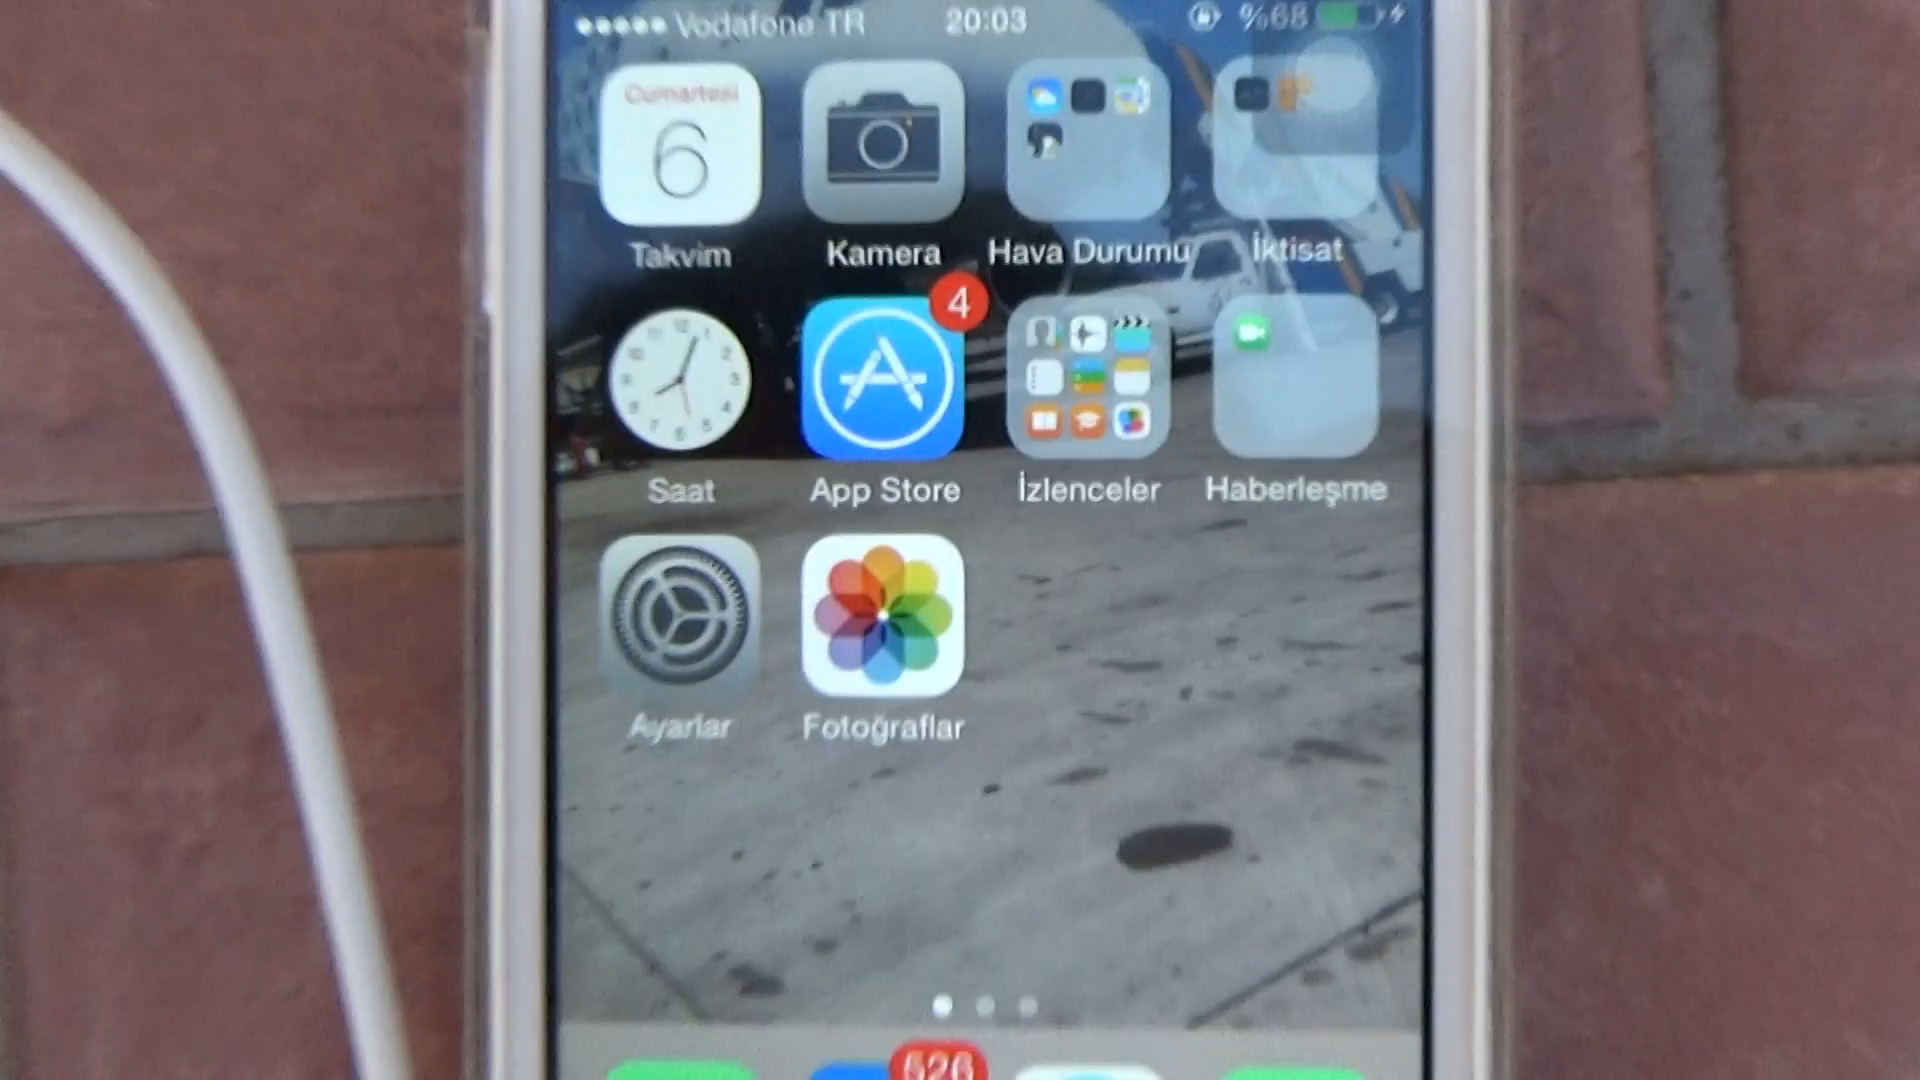 Vodafone TR 20:03 %68
Cumartesi
6
Takvim Kamera Hava Durumu İktisat
4
Saat App Store İzlenceler Haberleşme
Ayarlar Fotoğraflar
526